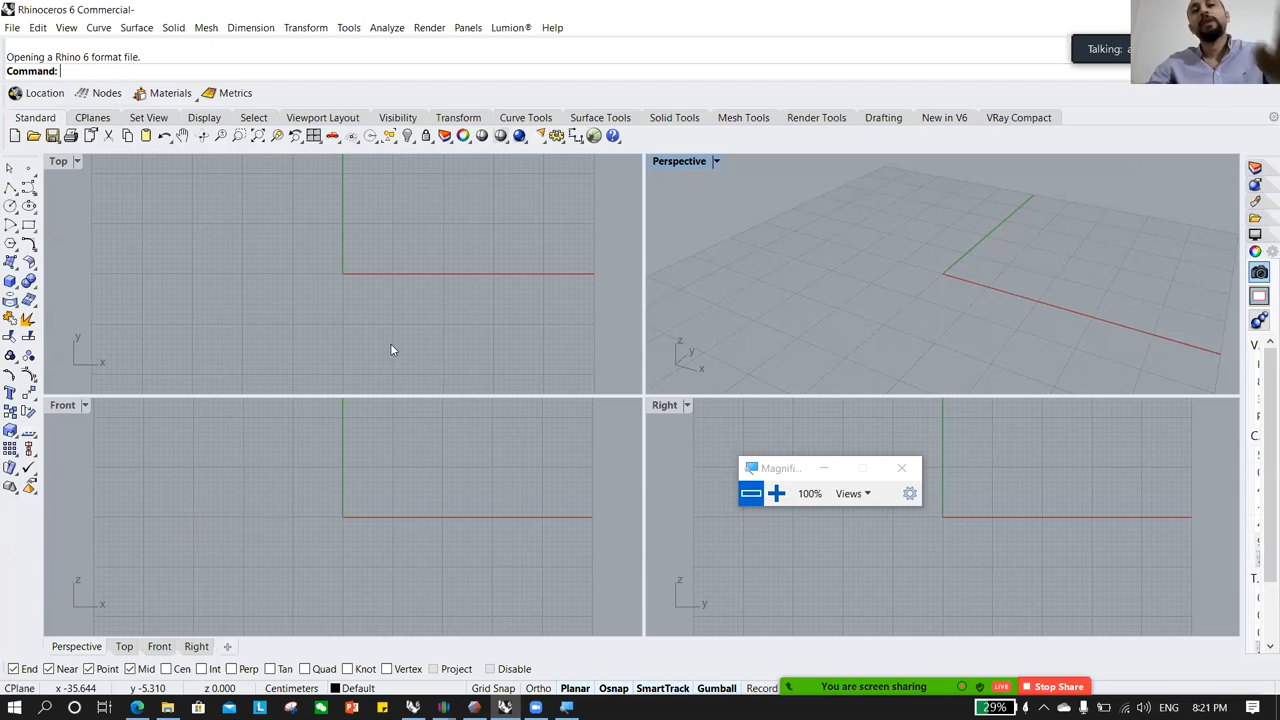 Rhinoceros 6 Commercial-
File Edit View Curve Surface Solid Mesh Dimension Transform Tools Analyze Render Panels Lumion® Help
Opening a Rhino 6 format file.
Talking:
Command:
Location Nodes Materials Metrics
Standard CPlanes Set View Display Select Viewport Layout Visibility Transform Curve Tools Surface Tools Solid Tools Mesh Tools Render Tools Drafting New in V6 VRay Compact
Top
Perspective
y
x
z
y
x
Front
Right
Magnifi...
100% Views
z
x
z
y
Perspective Top Front Right
End Near Point Mid Cen Int Perp Tan Quad Knot Vertex Project Disable
CPlane x -35.644 y -5.310 z 0.000 Centimeters Default Grid Snap Ortho Planar Osnap SmartTrack Gumball Record
You are screen sharing LIVE Stop Share
29% ENG 8:21 PM